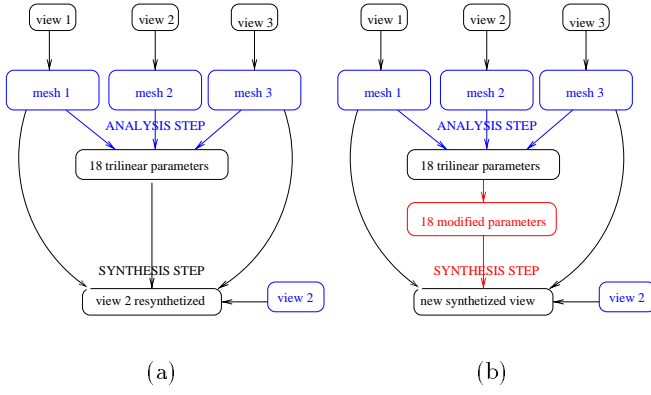 view 1
view 2
view 3
mesh 1
mesh 2
mesh 3
ANALYSIS STEP
18 trilinear parameters
SYNTHESIS STEP
view 2 resynthetized
view 2
(a)
view 1
view 2
view 3
mesh 1
mesh 2
mesh 3
ANALYSIS STEP
18 trilinear parameters
18 modified parameters
SYNTHESIS STEP
new synthetized view
view 2
(b)